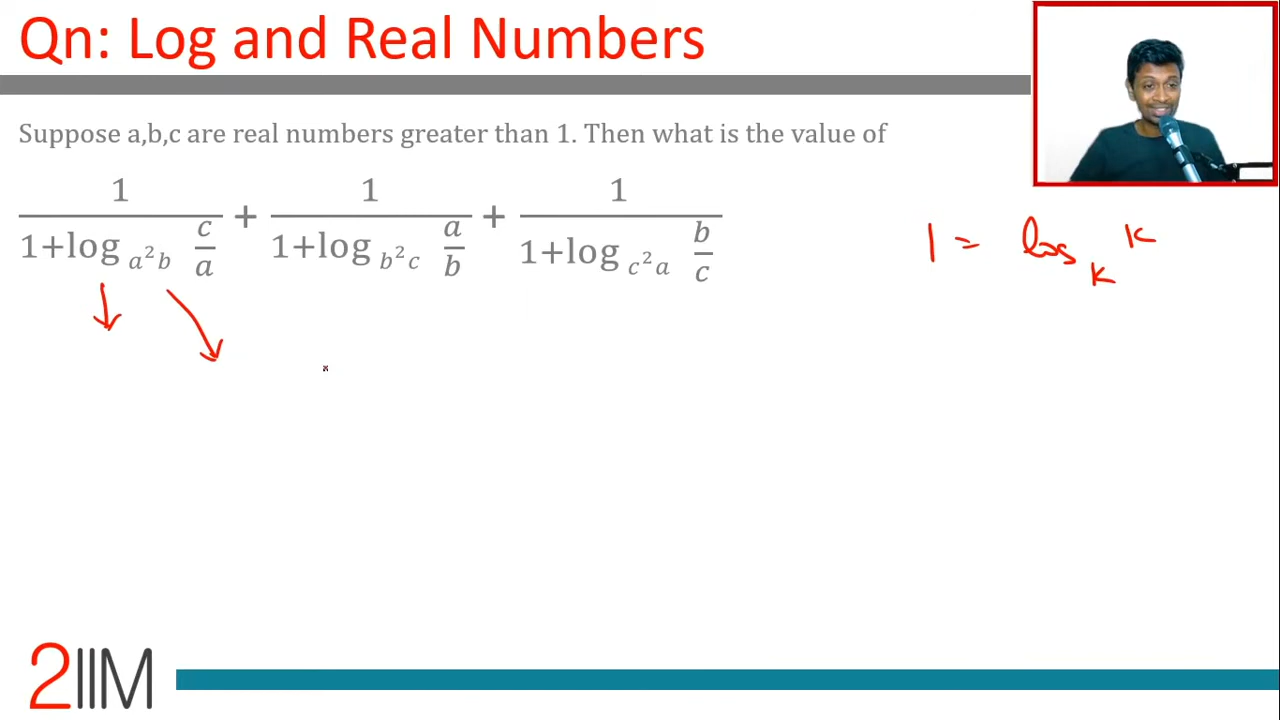 Qn: Log and Real Numbers
Suppose a,b,c are real numbers greater than 1. Then what is the value of
1/(1+log_{a²b} c/a) + 1/(1+log_{b²c} a/b) + 1/(1+log_{c²a} b/c)
1 = log_K K
2IIM